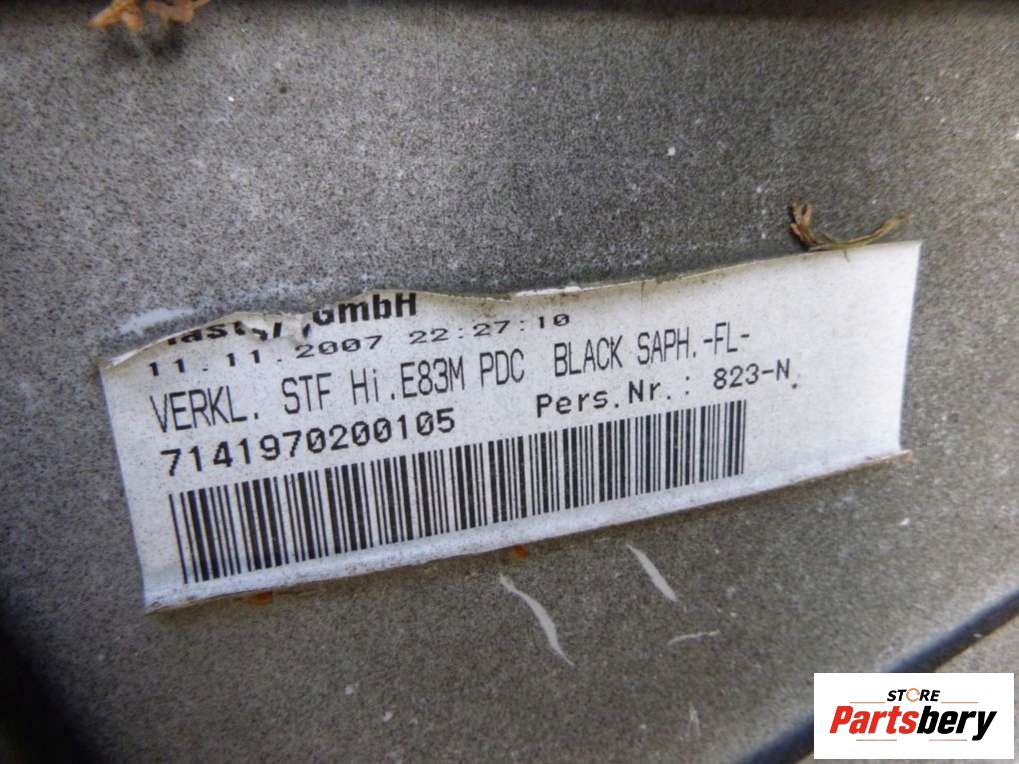 GmbH
11.11.2007 22:27:10
VERKL. STF Hi.E83M PDC BLACK SAPH.-FL-
7141970200105 Pers.Nr.: 823-N.
STORE
Partsbery